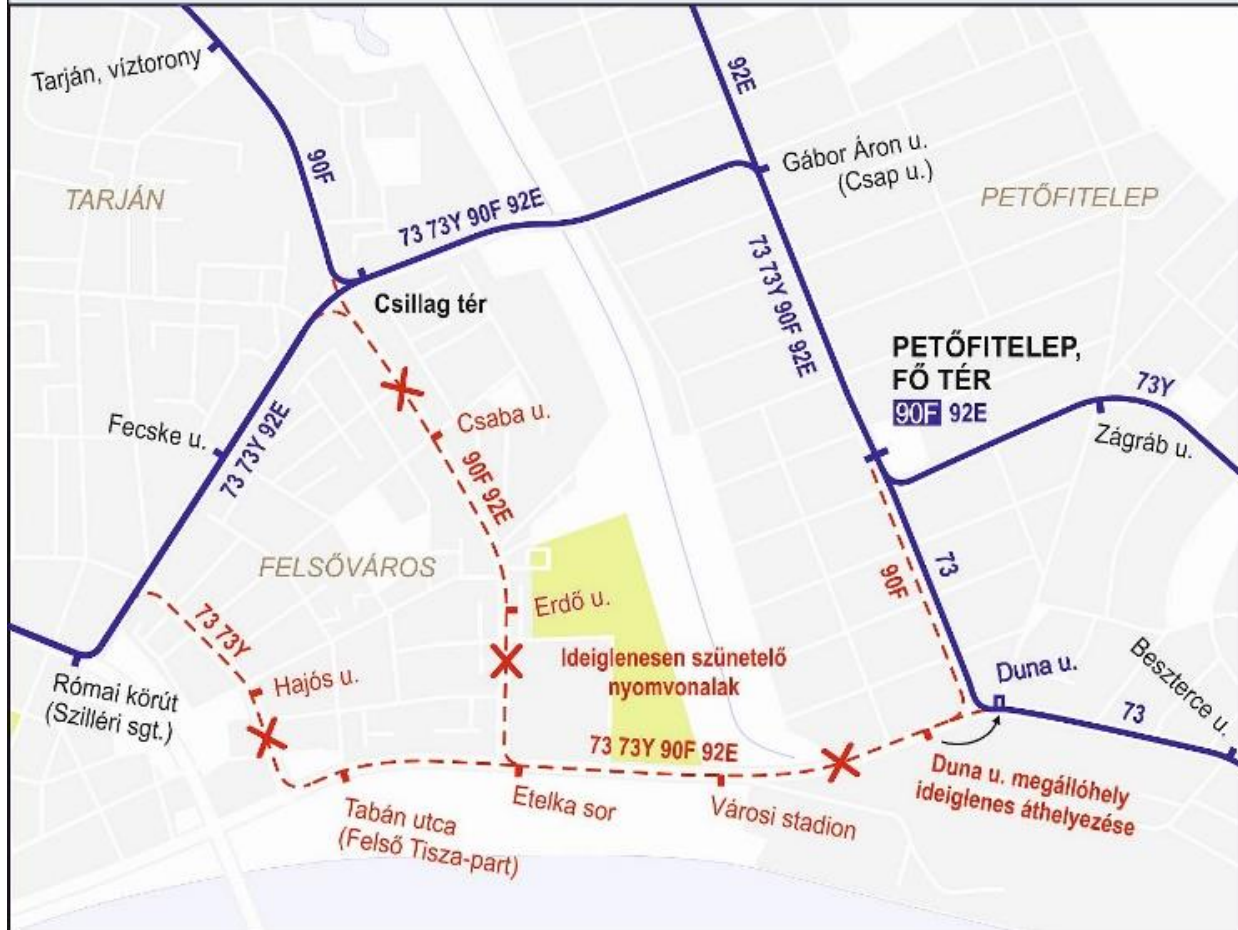 Tarján, víztorony
92E
90F
Gábor Áron u.
(Csap u.)
TARJÁN
PETŐFITELEP
73 73Y 90F 92E
73 73Y 90F 92E
Csillag tér
PETŐFITELEP,
FŐ TÉR
90F 92E
73Y
Zágráb u.
Fecske u.
73 73Y 92E
Csaba u.
90F 92E
FELSŐVÁROS
73
90F
Erdő u.
73 73Y
Hajós u.
Ideiglenesen szünetelő
nyomvonalak
Duna u.
Beszterce u.
73
Római körút
(Szilléri sgt.)
73 73Y 90F 92E
Duna u. megállóhely
ideiglenes áthelyezése
Tabán utca
(Felső Tisza-part)
Etelka sor
Városi stadion